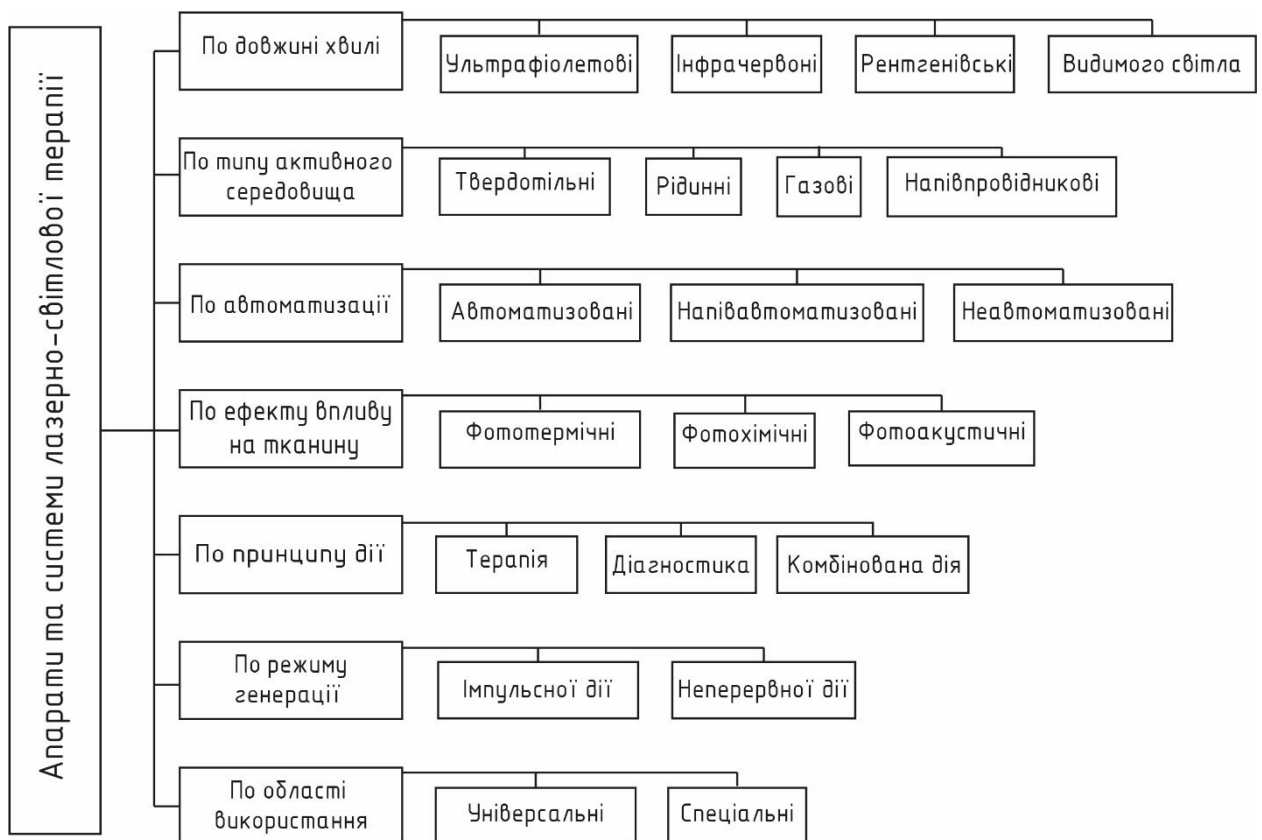 Апарати та системи лазерно-світлової терапії
По довжині хвилі
Ультрафіолетові
Інфрачервоні
Рентгенівські
Видимого світла
По типу активного
середовища
Твердотільні
Рідинні
Газові
Напівпровідникові
По автоматизації
Автоматизовані
Напівавтоматизовані
Неавтоматизовані
По ефекту впливу
на тканину
Фототермічні
Фотохімічні
Фотоакустичні
По принципу дії
Терапія
Діагностика
Комбінована дія
По режиму
генерації
Імпульсної дії
Неперервної дії
По області
використання
Універсальні
Спеціальні